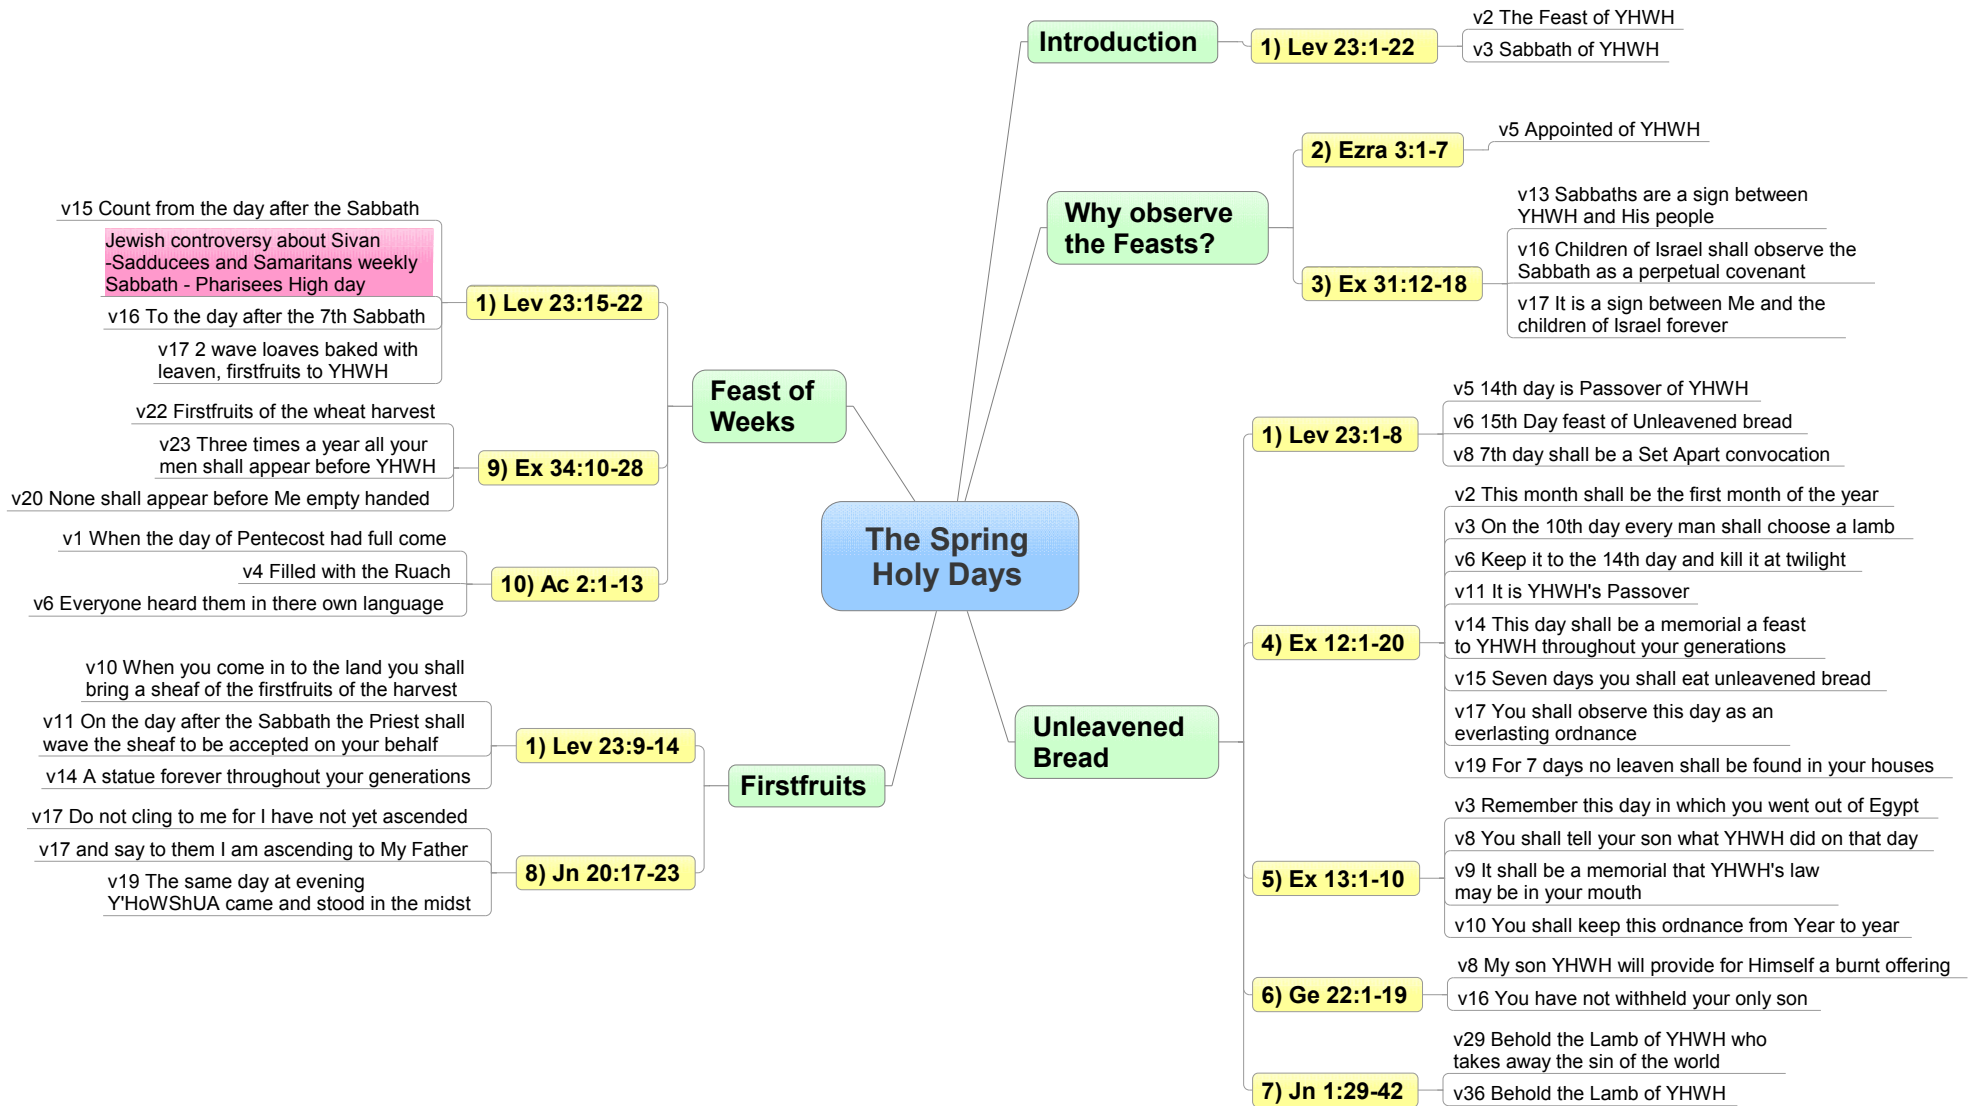 The Spring
Holy Days
Introduction
1) Lev 23:1-22
v2 The Feast of YHWH
v3 Sabbath of YHWH
Why observe
the Feasts?
2) Ezra 3:1-7
v5 Appointed of YHWH
3) Ex 31:12-18
v13 Sabbaths are a sign between
YHWH and His people
v16 Children of Israel shall observe the
Sabbath as a perpetual covenant
v17 It is a sign between Me and the
children of Israel forever
Unleavened
Bread
1) Lev 23:1-8
v5 14th day is Passover of YHWH
v6 15th Day feast of Unleavened bread
v8 7th day shall be a Set Apart convocation
4) Ex 12:1-20
v2 This month shall be the first month of the year
v3 On the 10th day every man shall choose a lamb
v6 Keep it to the 14th day and kill it at twilight
v11 It is YHWH's Passover
v14 This day shall be a memorial a feast
to YHWH throughout your generations
v15 Seven days you shall eat unleavened bread
v17 You shall observe this day as an
everlasting ordnance
v19 For 7 days no leaven shall be found in your houses
5) Ex 13:1-10
v3 Remember this day in which you went out of Egypt
v8 You shall tell your son what YHWH did on that day
v9 It shall be a memorial that YHWH's law
may be in your mouth
v10 You shall keep this ordnance from Year to year
6) Ge 22:1-19
v8 My son YHWH will provide for Himself a burnt offering
v16 You have not withheld your only son
7) Jn 1:29-42
v29 Behold the Lamb of YHWH who
takes away the sin of the world
v36 Behold the Lamb of YHWH
Firstfruits
1) Lev 23:9-14
v10 When you come in to the land you shall
bring a sheaf of the firstfruits of the harvest
v11 On the day after the Sabbath the Priest shall
wave the sheaf to be accepted on your behalf
v14 A statue forever throughout your generations
8) Jn 20:17-23
v17 Do not cling to me for I have not yet ascended
v17 and say to them I am ascending to My Father
v19 The same day at evening
Y'HoWShUA came and stood in the midst
Feast of
Weeks
1) Lev 23:15-22
v15 Count from the day after the Sabbath
Jewish controversy about Sivan
-Sadducees and Samaritans weekly
Sabbath - Pharisees High day
v16 To the day after the 7th Sabbath
v17 2 wave loaves baked with
leaven, firstfruits to YHWH
9) Ex 34:10-28
v22 Firstfruits of the wheat harvest
v23 Three times a year all your
men shall appear before YHWH
v20 None shall appear before Me empty handed
10) Ac 2:1-13
v1 When the day of Pentecost had full come
v4 Filled with the Ruach
v6 Everyone heard them in there own language